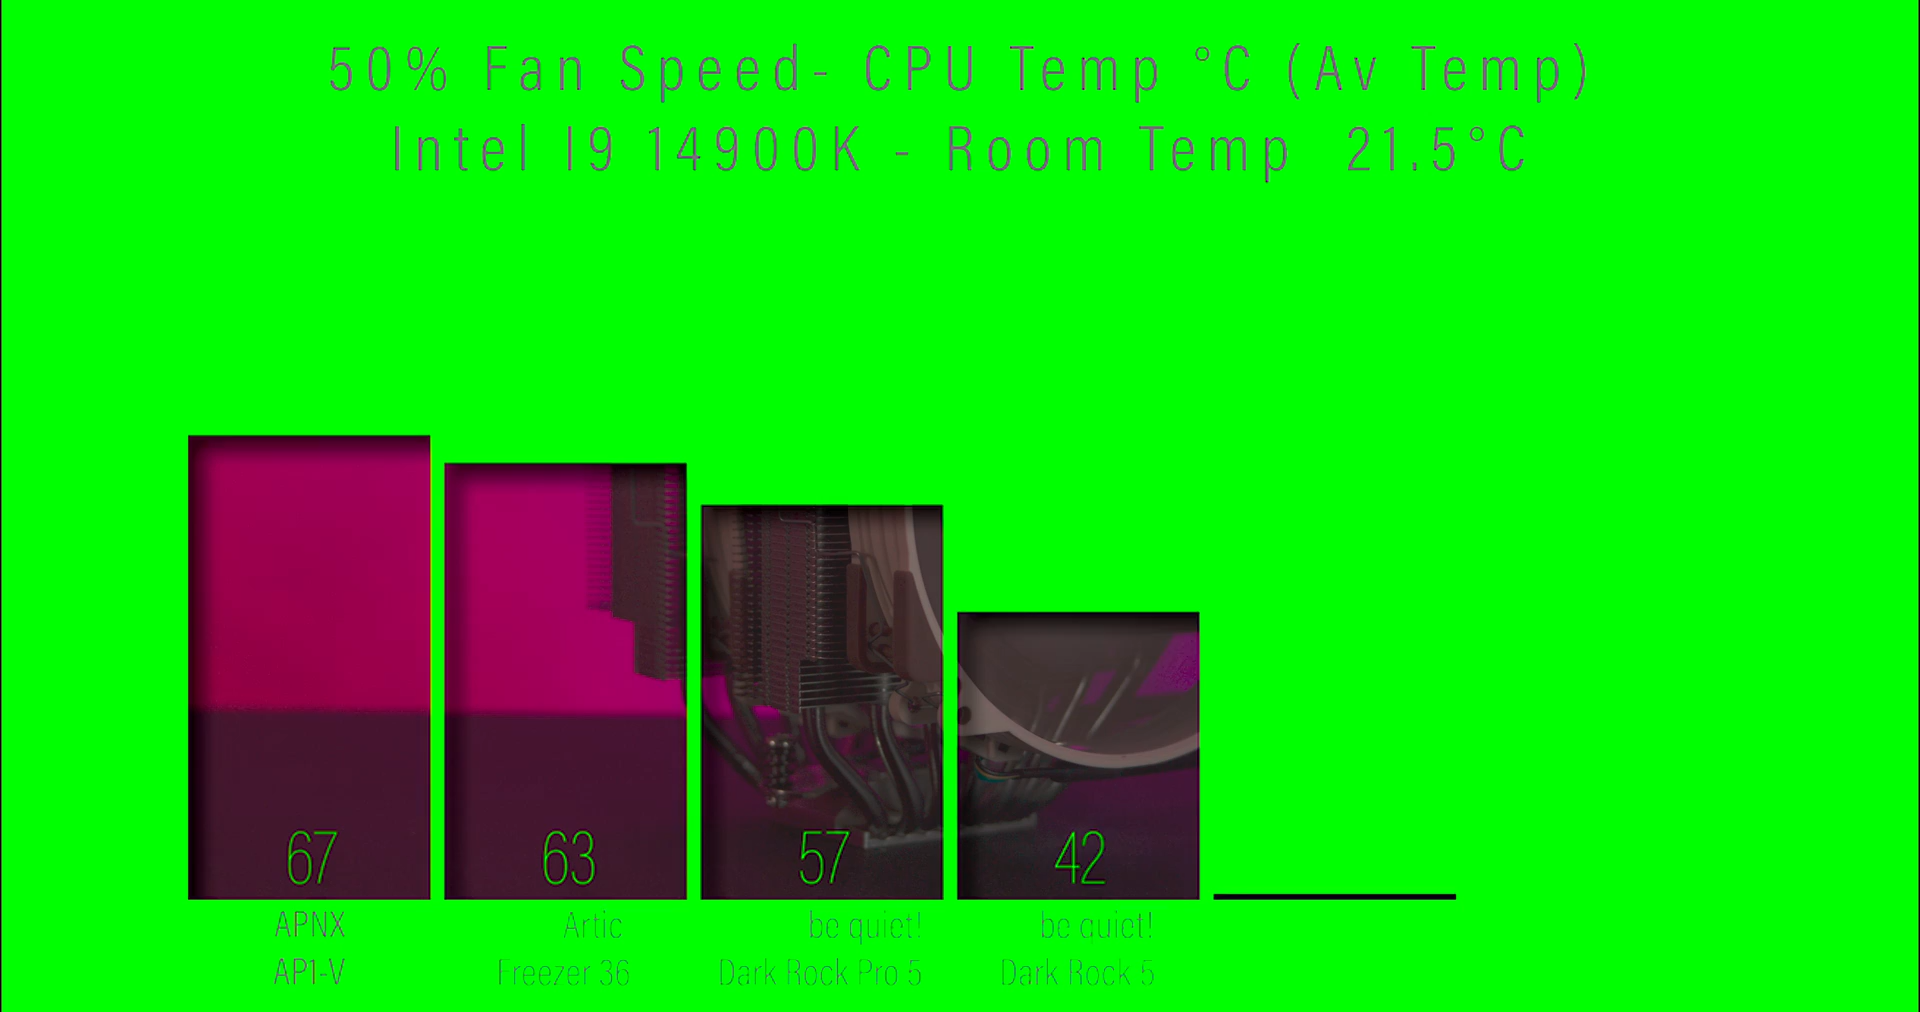 50% Fan Speed- CPU Temp °C (Av Temp)
Intel I9 14900K - Room Temp 21.5°C
67
63
57
42
APNX
AP1-V
Artic
Freezer 36
be quiet!
Dark Rock Pro 5
be quiet!
Dark Rock 5